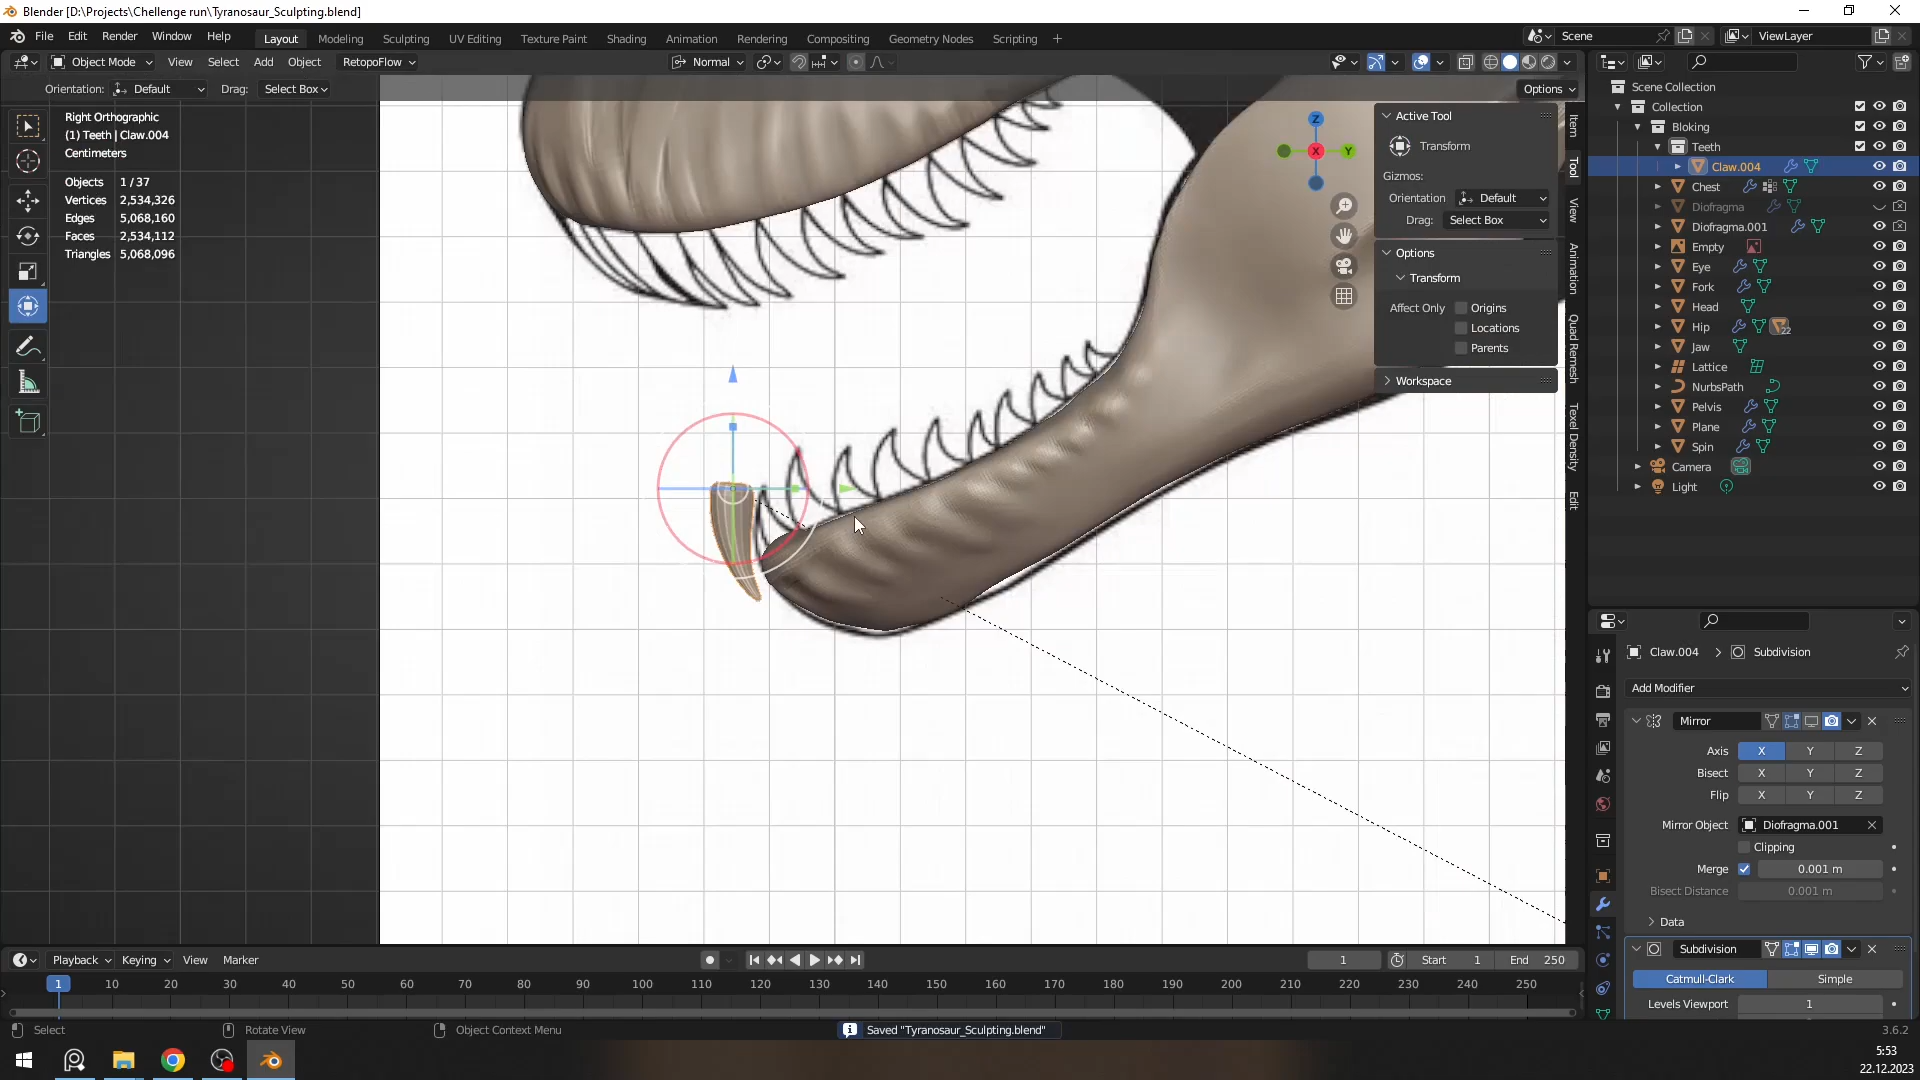 Blender [D:\Projects\Chellenge run\Tyranosaur_Sculpting.blend]
File Edit Render Window Help
Layout Modeling Sculpting UV Editing Texture Paint Shading Animation Rendering Compositing Geometry Nodes Scripting +
Scene
ViewLayer
Object Mode View Select Add Object RetopoFlow
Normal
Orientation: Default Drag: Select Box
Options
Right Orthographic
(1) Teeth | Claw.004
Centimeters
Objects 1 / 37
Vertices 2,534,326
Edges 5,068,160
Faces 2,534,112
Triangles 5,068,096
Z
X
Y
Active Tool
Transform
Gizmos:
Orientation Default
Drag: Select Box
Options
Transform
Affect Only Origins
Locations
Parents
Workspace
Item
Tool
View
Animation
Quad Remesh
Texel Density
Edit
Scene Collection
Collection
Bloking
Teeth
Claw.004
Chest
Diofragma
Diofragma.001
Empty
Eye
Fork
Head
Hip 22
Jaw
Lattice
NurbsPath
Pelvis
Plane
Spin
Camera
Light
Claw.004 > Subdivision
Add Modifier
Mirror
Axis X Y Z
Bisect X Y Z
Flip X Y Z
Mirror Object Diofragma.001
Clipping
Merge 0.001 m
Bisect Distance 0.001 m
Data
Subdivision
Catmull-Clark Simple
Levels Viewport 1
Playback Keying View Marker
1 Start 1 End 250
1 10 20 30 40 50 60 70 80 90 100 110 120 130 140 150 160 170 180 190 200 210 220 230 240 250
Select Rotate View Object Context Menu
Saved "Tyranosaur_Sculpting.blend"
3.6.2
5:53
22.12.2023